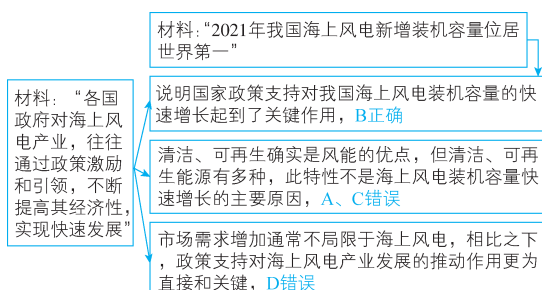 材料:“2021年我国海上风电新增装机容量位居
世界第一”
材料:“各国
政府对海上风
电产业，往往
通过政策激励
和引领，不断
提高其经济性，
实现快速发展”
说明国家政策支持对我国海上风电装机容量的快
速增长起到了关键作用，B正确
清洁、可再生确实是风能的优点，但清洁、可再
生能源有多种，此特性不是海上风电装机容量快
速增长的主要原因，A、C错误
市场需求增加通常不局限于海上风电，相比之下
，政策支持对海上风电产业发展的推动作用更为
直接和关键，D错误